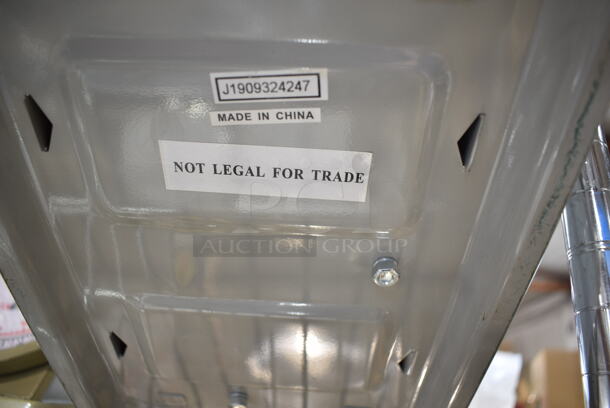 J1909324247
MADE IN CHINA
NOT LEGAL FOR TRADE
PCI
AUCTION GROUP